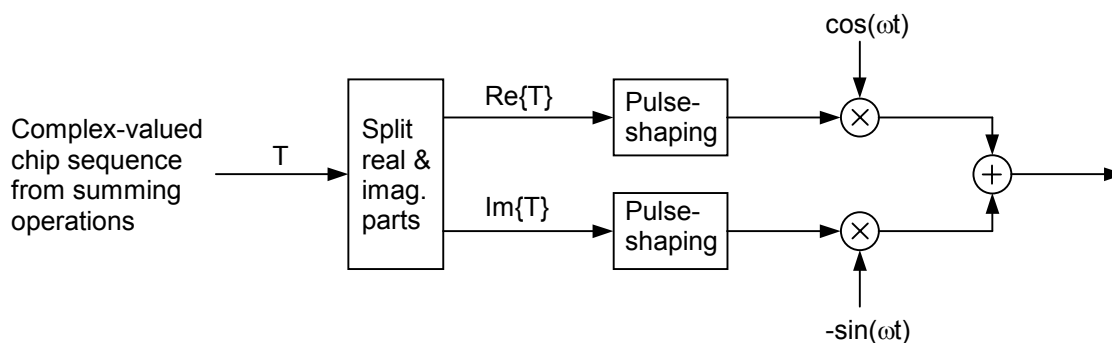 cos(ωt)
Complex-valued
chip sequence
from summing
operations
T
Split
real &
imag.
parts
Re{T}
Pulse-
shaping
Im{T}
Pulse-
shaping
-sin(ωt)